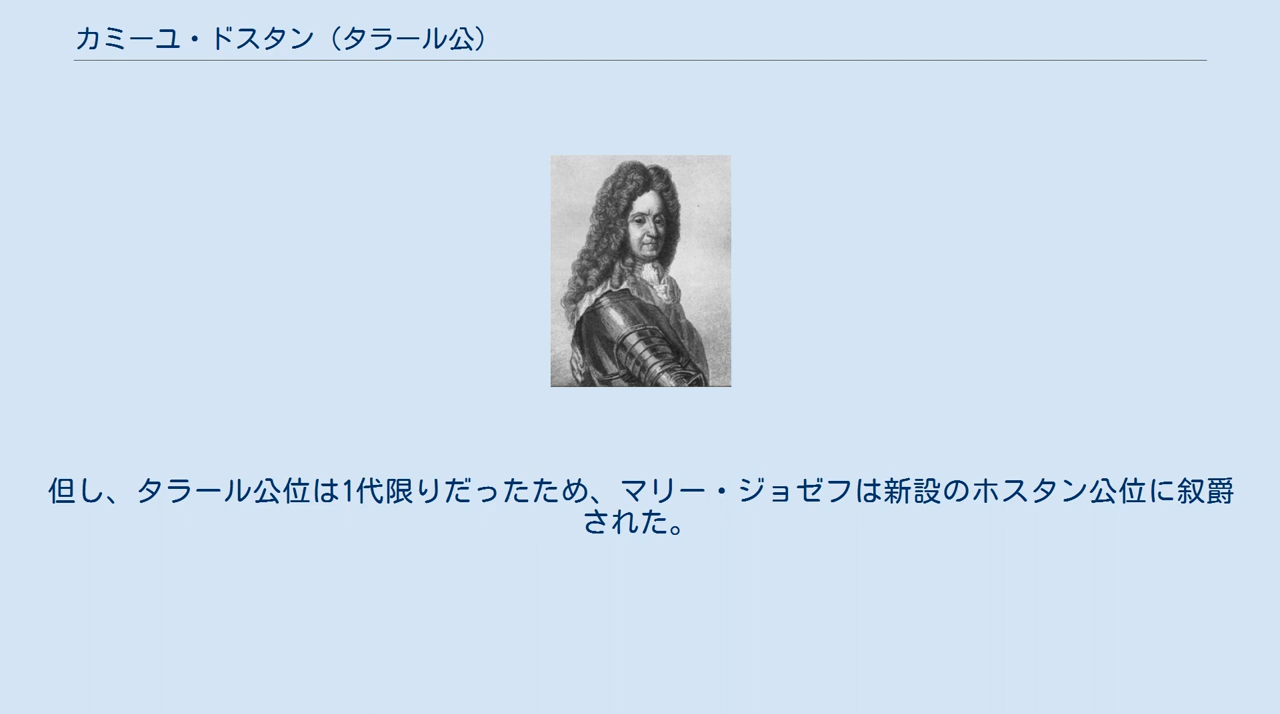 カミーユ・ドスタン（タラール公）
但し、タラール公位は1代限りだったため、マリー・ジョゼフは新設のホスタン公位に叙爵
された。